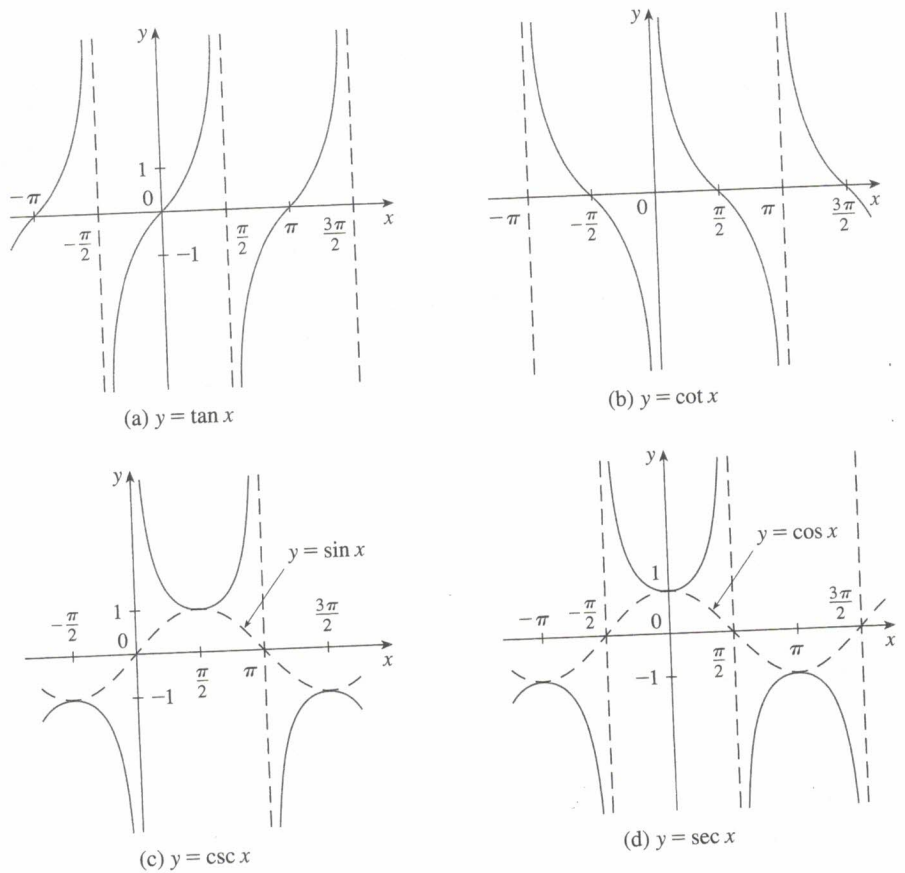 y
1
−π
0
−π/2
−1
π/2
π
3π/2
x
(a) y = tan x
y
−π
−π/2
0
π/2
π
3π/2
x
(b) y = cot x
y
y = sin x
1
−π/2
0
3π/2
π/2
π
x
−1
(c) y = csc x
y
y = cos x
1
−π
−π/2
0
3π/2
π/2
π
x
−1
(d) y = sec x